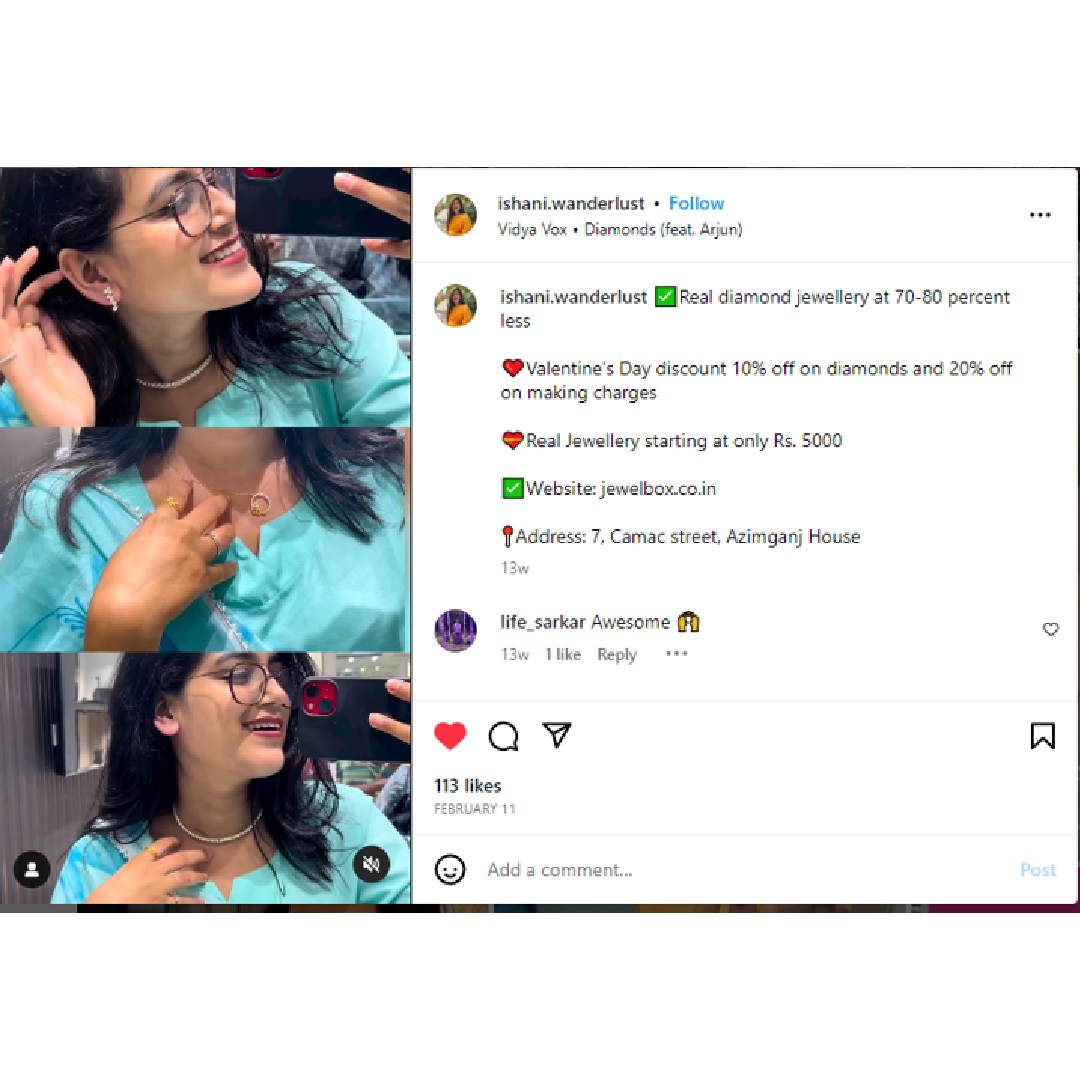 ishani.wanderlust • Follow
Vidya Vox • Diamonds (feat. Arjun)
ishani.wanderlust ✅Real diamond jewellery at 70-80 percent
less
❤️Valentine's Day discount 10% off on diamonds and 20% off
on making charges
💝Real Jewellery starting at only Rs. 5000
✅Website: jewelbox.co.in
📍Address: 7, Camac street, Azimganj House
13w
life_sarkar Awesome 🙌
13w 1 like Reply
113 likes
FEBRUARY 11
Add a comment... Post